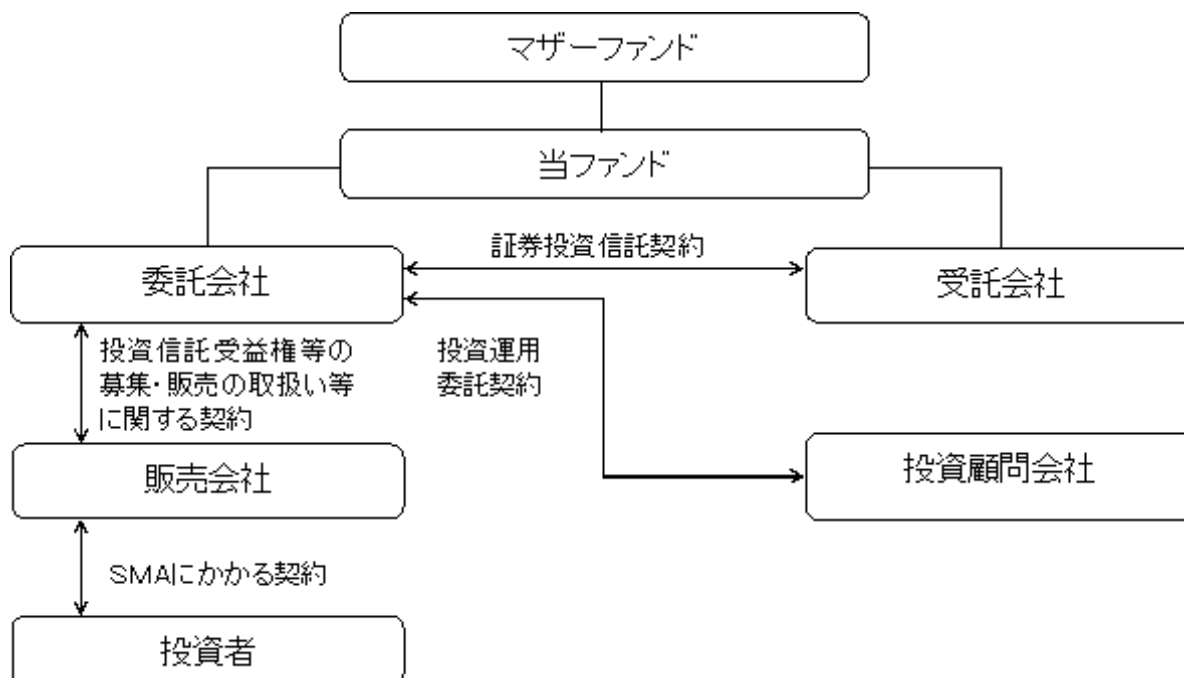 マザーファンド
当ファンド
証券投資信託契約
委託会社
受託会社
投資信託受益権等の
募集・販売の取扱い等
に関する契約
投資運用
委託契約
販売会社
投資顧問会社
SMAにかかる契約
投資者